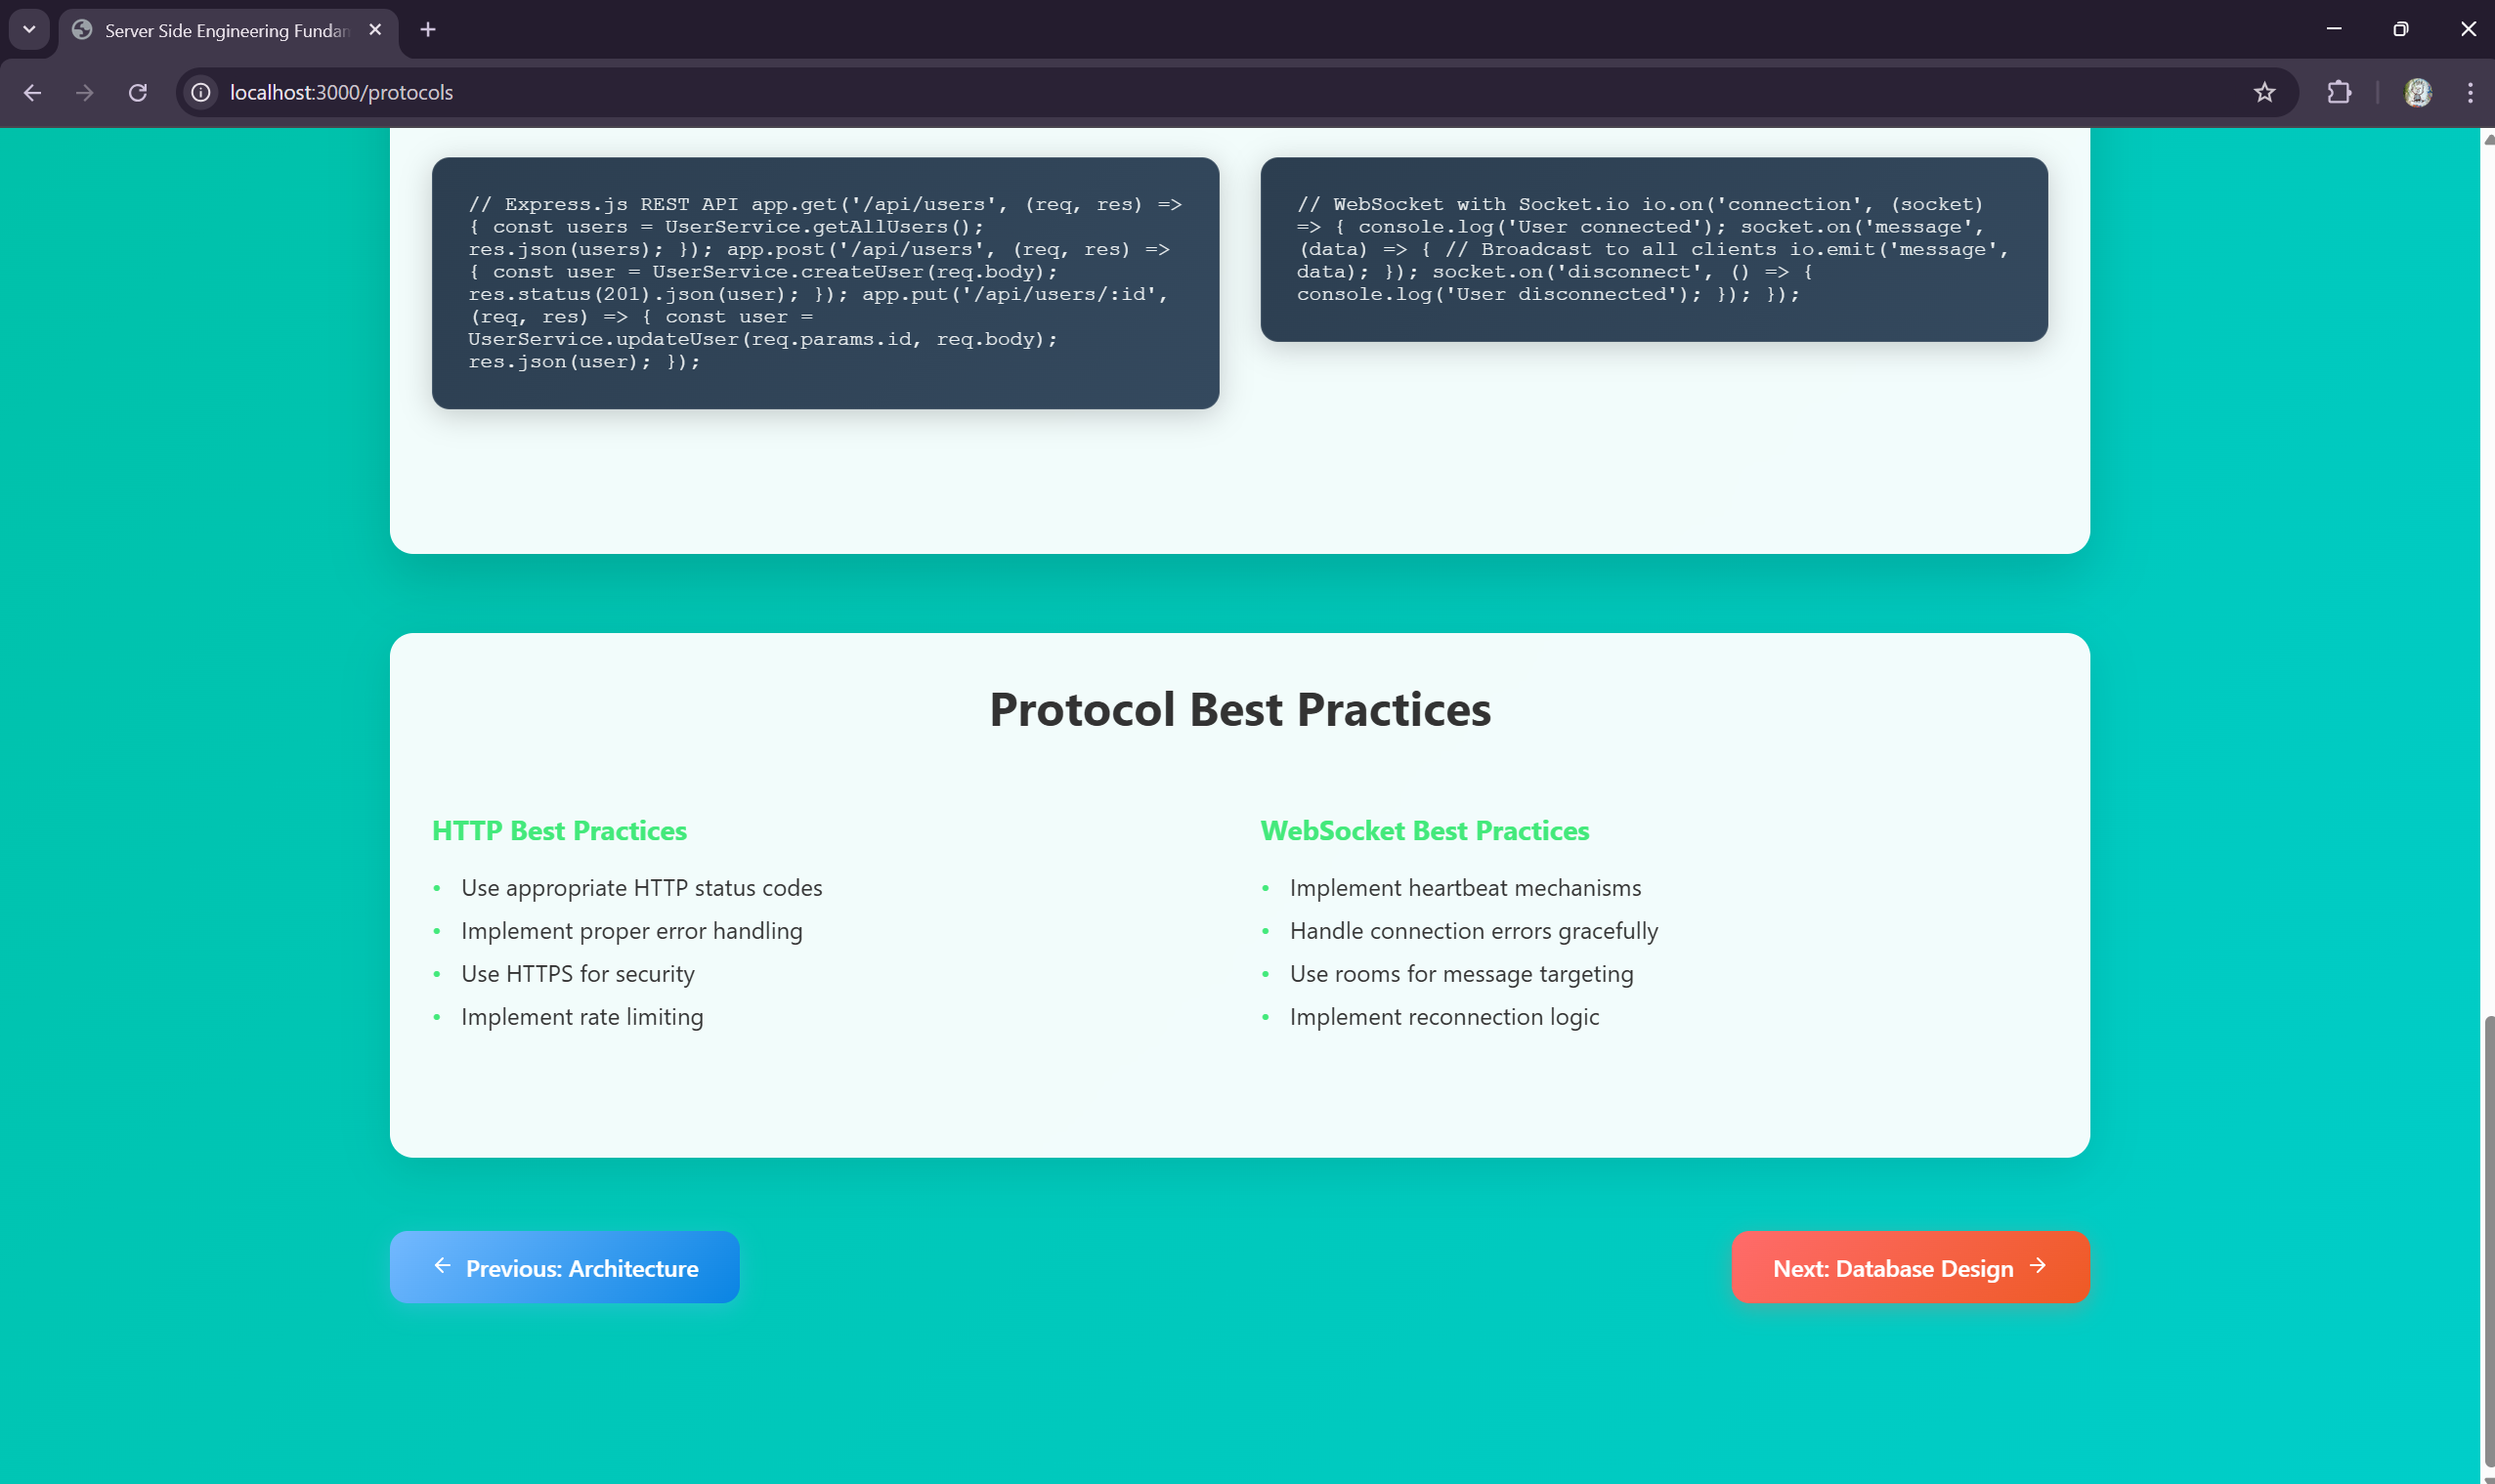 Server Side Engineering Fundan
localhost:3000/protocols
// Express.js REST API app.get('/api/users', (req, res) =>
{ const users = UserService.getAllUsers();
res.json(users); }); app.post('/api/users', (req, res) =>
{ const user = UserService.createUser(req.body);
res.status(201).json(user); }); app.put('/api/users/:id',
(req, res) => { const user =
UserService.updateUser(req.params.id, req.body);
res.json(user); });
// WebSocket with Socket.io io.on('connection', (socket)
=> { console.log('User connected'); socket.on('message',
(data) => { // Broadcast to all clients io.emit('message',
data); }); socket.on('disconnect', () => {
console.log('User disconnected'); }); });
Protocol Best Practices
HTTP Best Practices
• Use appropriate HTTP status codes
• Implement proper error handling
• Use HTTPS for security
• Implement rate limiting
WebSocket Best Practices
• Implement heartbeat mechanisms
• Handle connection errors gracefully
• Use rooms for message targeting
• Implement reconnection logic
← Previous: Architecture
Next: Database Design →